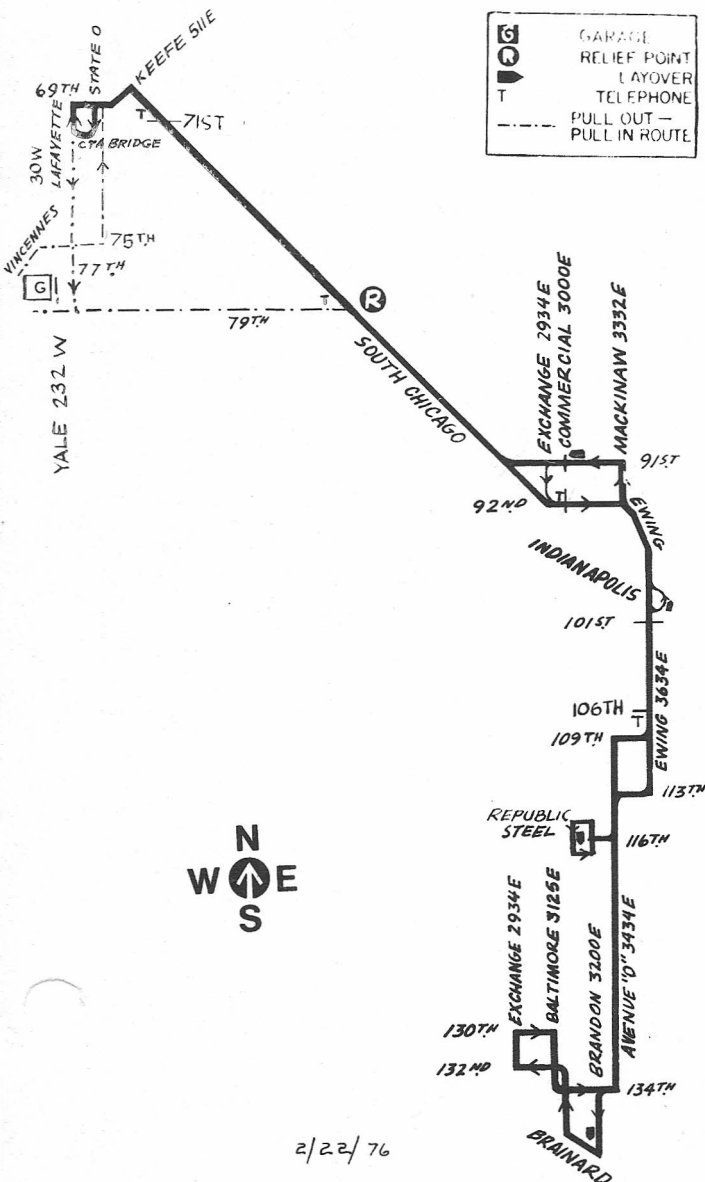 G GARAGE
R RELIEF POINT
LAYOVER
T TELEPHONE
PULL OUT —
PULL IN ROUTE
KEEFE 511E
STATE 0
69TH
T
71ST
CTA BRIDGE
30W
LAFAYETTE
VINCENNES
75TH
77TH
G
T
R
79TH
YALE 232 W
SOUTH CHICAGO
EXCHANGE 2934E
COMMERCIAL 3000E
MACKINAW 3332E
91ST
T
92ND
EWING
INDIANAPOLIS
101ST
EWING 3634E
106TH
T
109TH
113TH
REPUBLIC
STEEL
116TH
N
W E
S
EXCHANGE 2934E
BALTIMORE 3126E
BRANDON 3200E
AVENUE "O" 3434E
130TH
132ND
134TH
BRAINARD
2/22/76